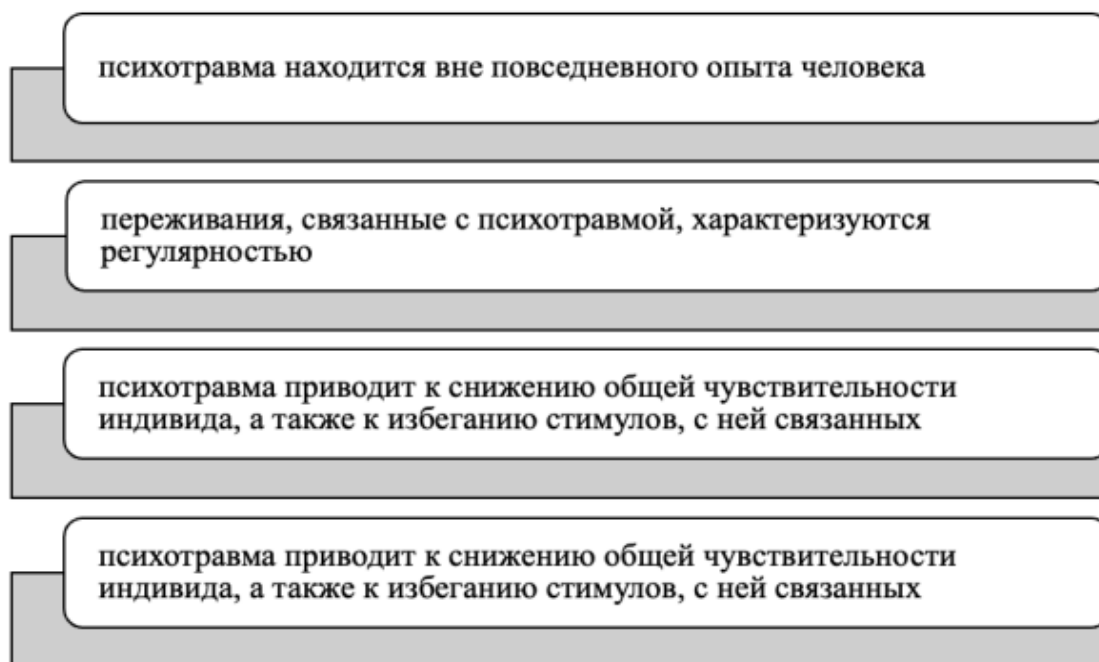 психотравма находится вне повседневного опыта человека
переживания, связанные с психотравмой, характеризуются
регулярностью
психотравма приводит к снижению общей чувствительности
индивида, а также к избеганию стимулов, с ней связанных
психотравма приводит к снижению общей чувствительности
индивида, а также к избеганию стимулов, с ней связанных